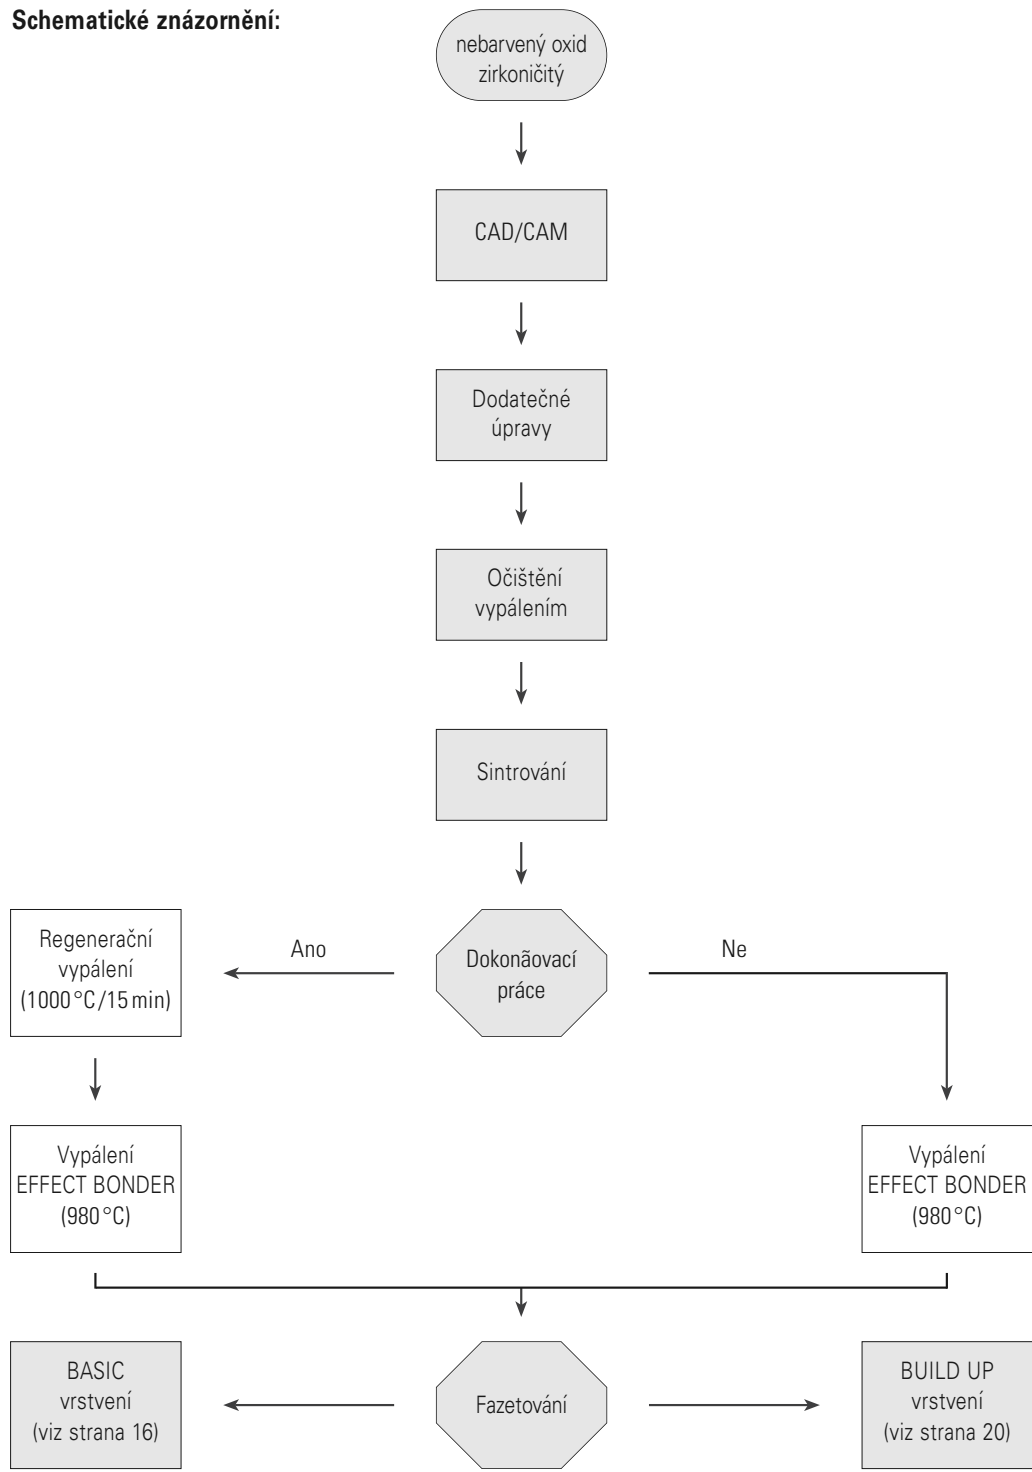 Schematické znázornění:
nebarvený oxid
zirkoničitý
CAD/CAM
Dodatečné
úpravy
Očištění
vypálením
Sintrování
Regenerační
vypálení
(1000 °C/15 min)
Ano
Dokonãovací
práce
Ne
Vypálení
EFFECT BONDER
(980 °C)
Vypálení
EFFECT BONDER
(980 °C)
BASIC
vrstvení
(viz strana 16)
Fazetování
BUILD UP
vrstvení
(viz strana 20)